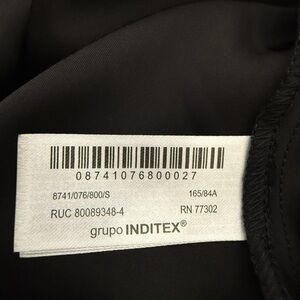 08741076800027
8741/076/800/S 165/84A
RUC 80089348-4 RN 77302
grupo INDITEX®